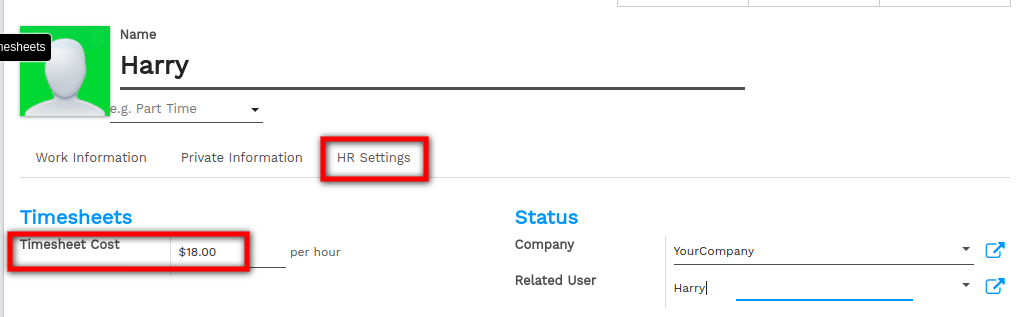 Name
nesheets
Harry
e.g. Part Time
Work Information Private Information HR Settings
Timesheets
Timesheet Cost $18.00 per hour
Status
Company YourCompany
Related User Harry